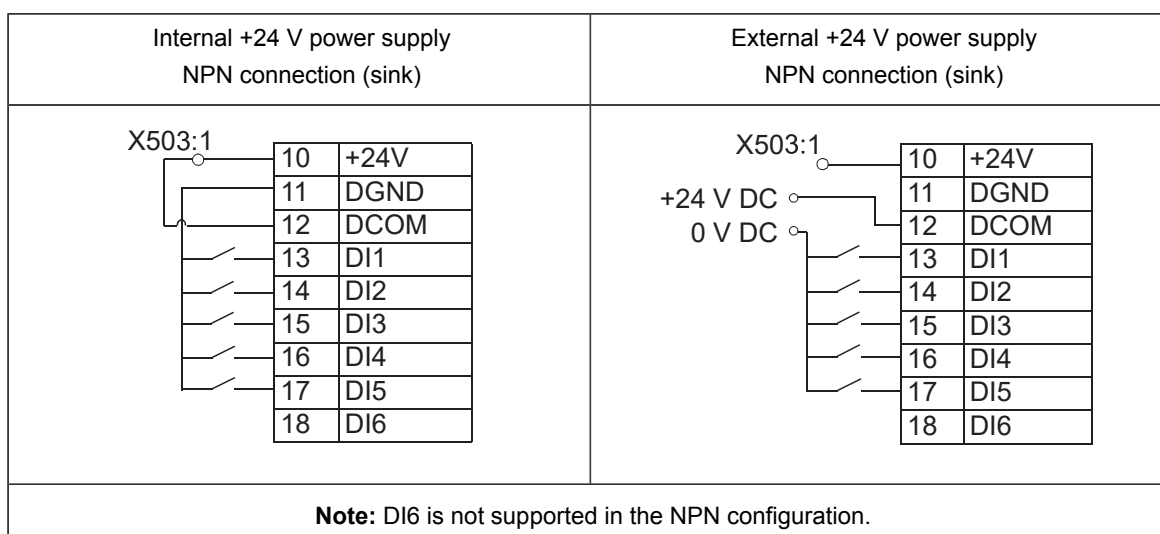 Internal +24 V power supply
NPN connection (sink)
External +24 V power supply
NPN connection (sink)
X503:1
10 +24V
11 DGND
12 DCOM
13 DI1
14 DI2
15 DI3
16 DI4
17 DI5
18 DI6
X503:1
+24 V DC
0 V DC
10 +24V
11 DGND
12 DCOM
13 DI1
14 DI2
15 DI3
16 DI4
17 DI5
18 DI6
Note: DI6 is not supported in the NPN configuration.